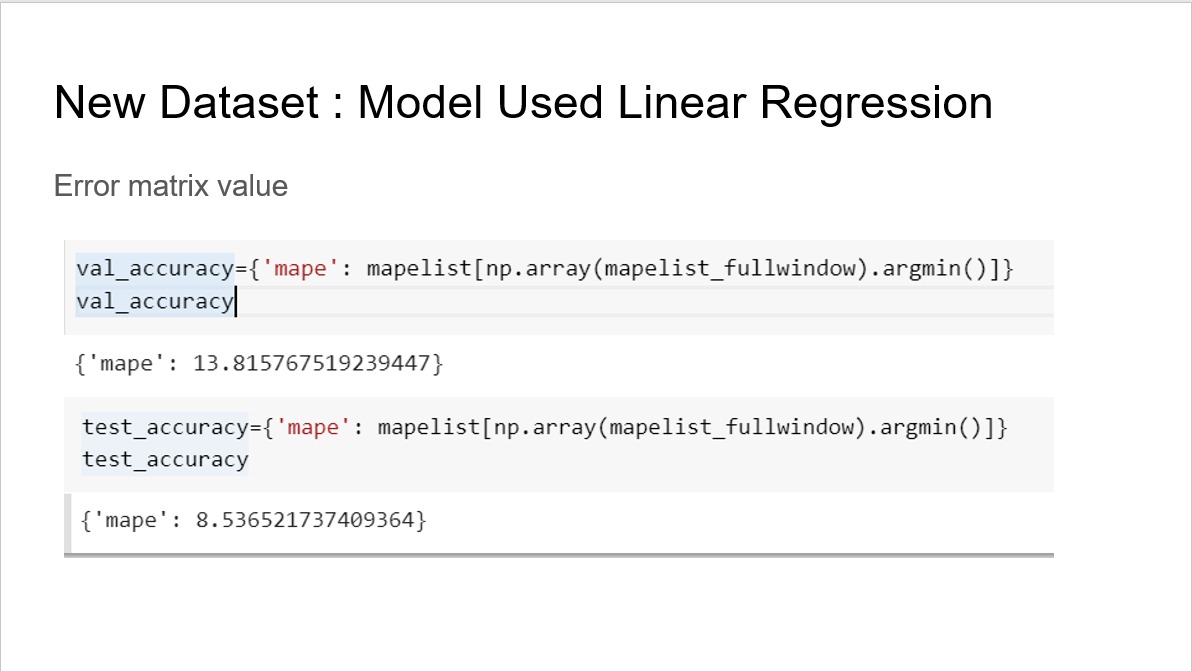 New Dataset : Model Used Linear Regression
Error matrix value
val_accuracy={'mape': mapelist[np.array(mapelist_fullwindow).argmin()]}
val_accuracy
{'mape': 13.815767519239447}
test_accuracy={'mape': mapelist[np.array(mapelist_fullwindow).argmin()]}
test_accuracy
{'mape': 8.536521737409364}